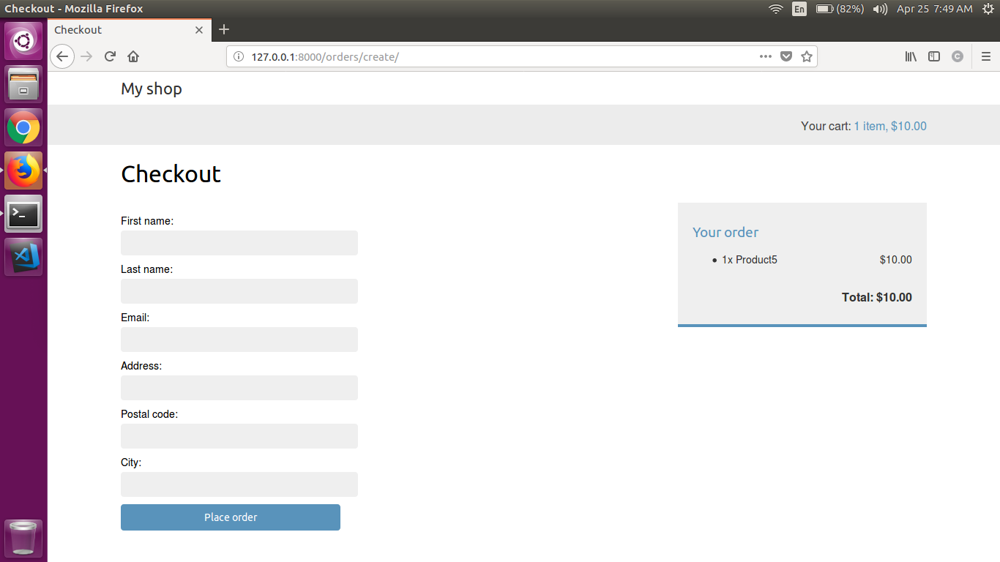 Checkout - Mozilla Firefox
En
(82%)
Apr 25 7:49 AM
Checkout
127.0.0.1:8000/orders/create/
C
My shop
Your cart: 1 item, $10.00
Checkout
First name:
Last name:
Email:
Address:
Postal code:
City:
Place order
Your order
1x Product5 $10.00
Total: $10.00